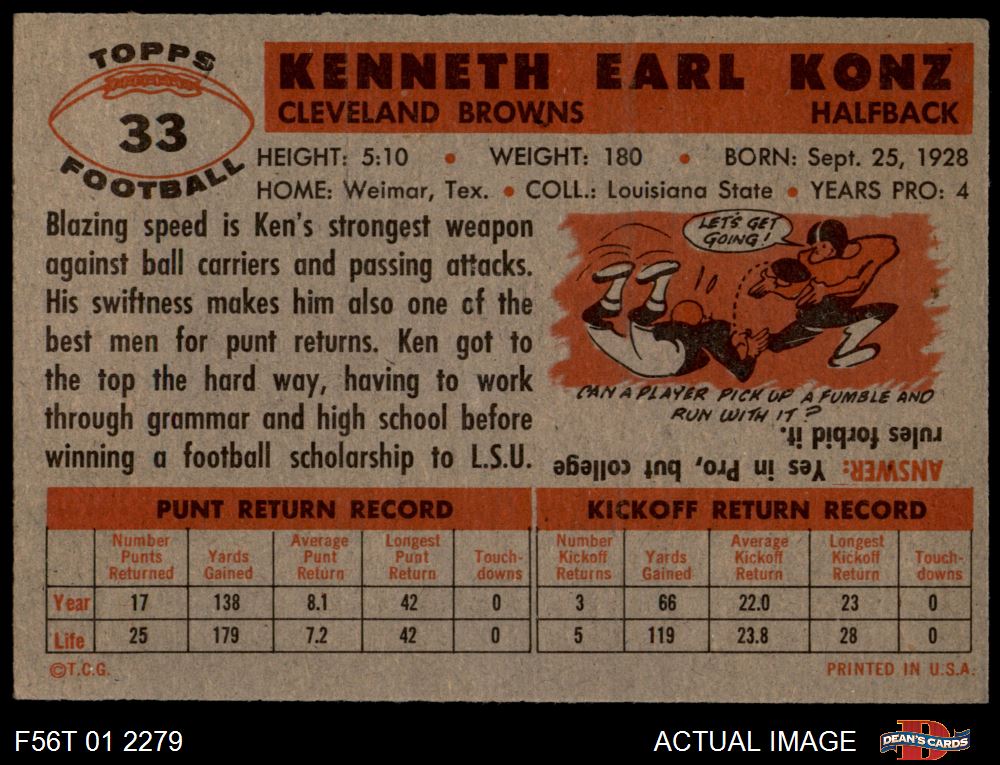 TOPPS
33
FOOTBALL
KENNETH EARL KONZ
CLEVELAND BROWNS HALFBACK
HEIGHT: 5:10 • WEIGHT: 180 • BORN: Sept. 25, 1928
HOME: Weimar, Tex. • COLL.: Louisiana State • YEARS PRO: 4
Blazing speed is Ken's strongest weapon
against ball carriers and passing attacks.
His swiftness makes him also one of the
best men for punt returns. Ken got to
the top the hard way, having to work
through grammar and high school before
winning a football scholarship to L.S.U.
LET'S GET
GOING!
CAN A PLAYER PICK UP A FUMBLE AND
RUN WITH IT?
ANSWER: Yes in Pro, but college
rules forbid it.
PUNT RETURN RECORD
Number Punts Returned Yards Gained Average Punt Return Longest Punt Return Touch-downs
Year 17 138 8.1 42 0
Life 25 179 7.2 42 0
KICKOFF RETURN RECORD
Number Kickoff Returns Yards Gained Average Kickoff Return Longest Kickoff Return Touch-downs
3 66 22.0 23 0
5 119 23.8 28 0
©T.C.G. PRINTED IN U.S.A.
F56T 01 2279 ACTUAL IMAGE DEAN'S CARDS